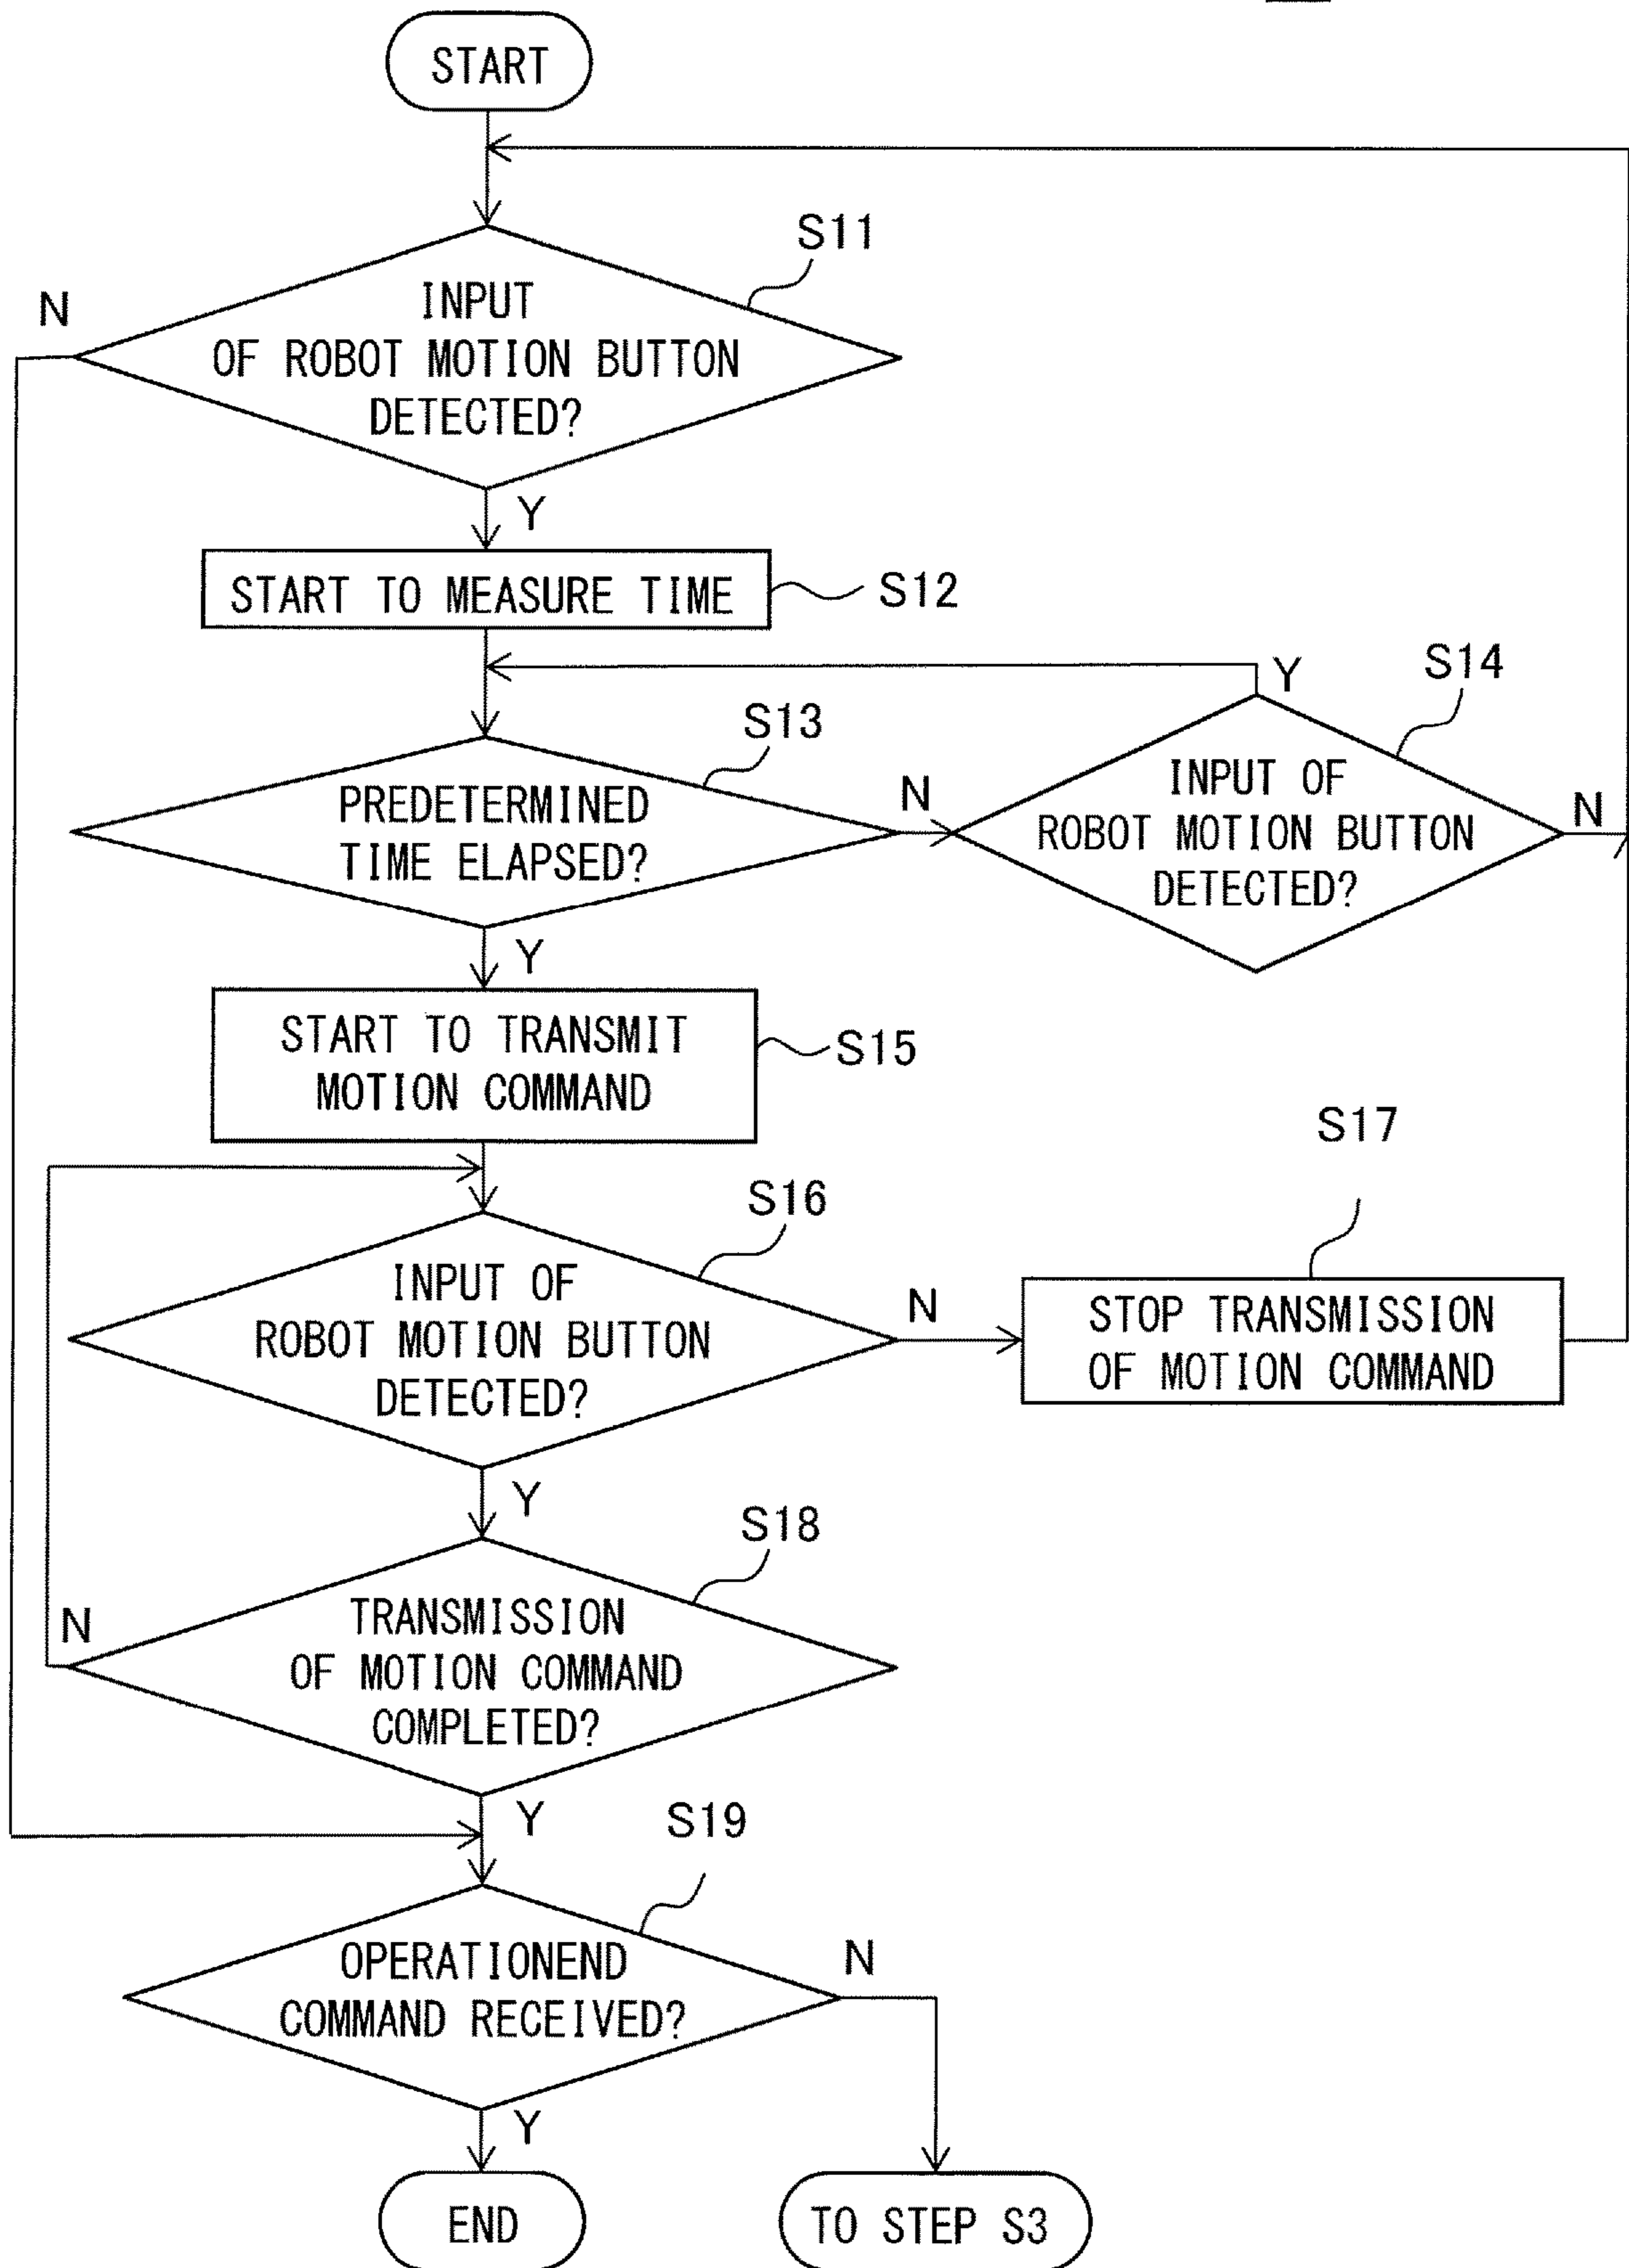 START
S11
N
INPUT
OF ROBOT MOTION BUTTON
DETECTED?
Y
START TO MEASURE TIME
S12
Y
S14
S13
PREDETERMINED
TIME ELAPSED?
N
INPUT OF
ROBOT MOTION BUTTON
DETECTED?
N
Y
START TO TRANSMIT
MOTION COMMAND
S15
S17
S16
INPUT OF
ROBOT MOTION BUTTON
DETECTED?
N
STOP TRANSMISSION
OF MOTION COMMAND
Y
S18
N
TRANSMISSION
OF MOTION COMMAND
COMPLETED?
Y
S19
OPERATIONEND
COMMAND RECEIVED?
N
Y
END
TO STEP S3